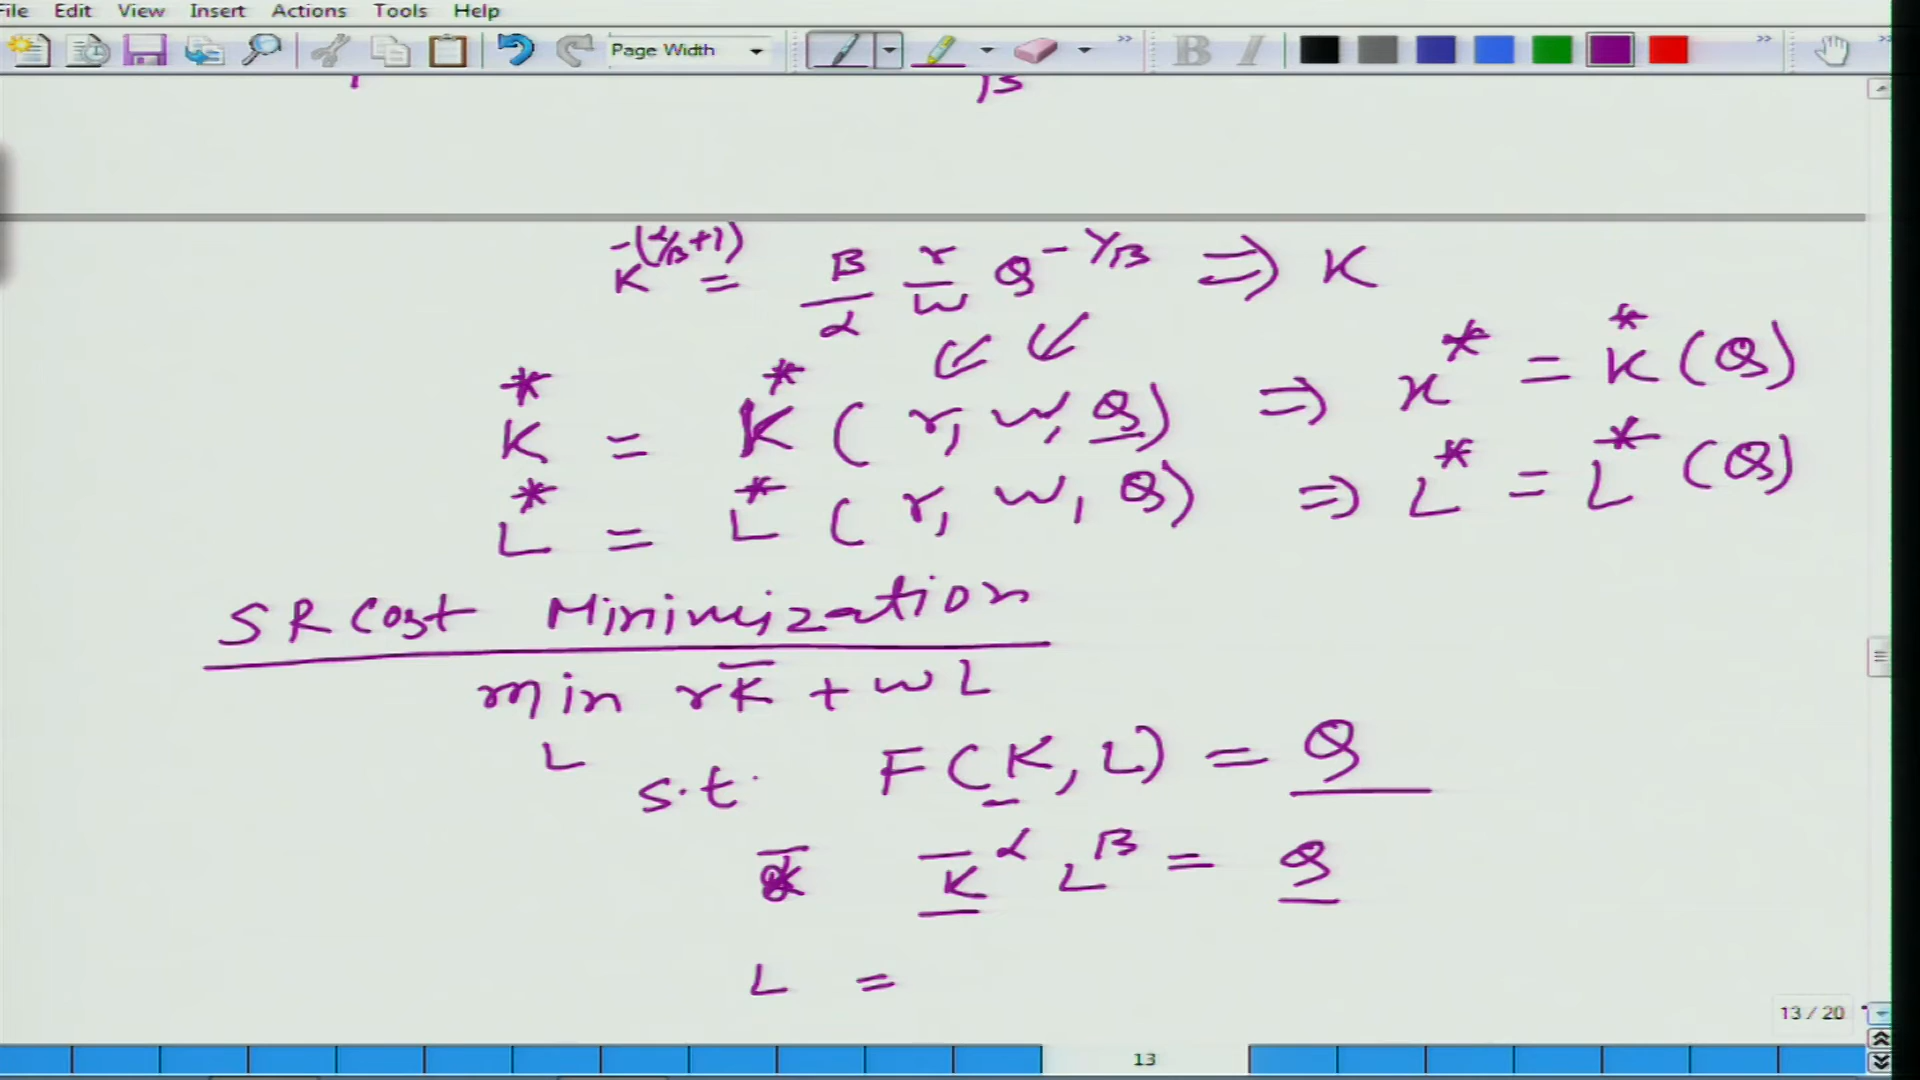 File Edit View Insert Actions Tools Help
Page Width
B I
β
K^-(α/β+1) = β/α r/w Q^-1/β ⇒ K
K* = K*(r, w, Q) ⇒ x* = K*(Q)
L* = L*(r, w, Q) ⇒ L* = L*(Q)
SR Cost Minimization
min rK̄ + wL
L
s.t. F(K, L) = Q
K̄^α L^β = Q
L =
13 / 20
13